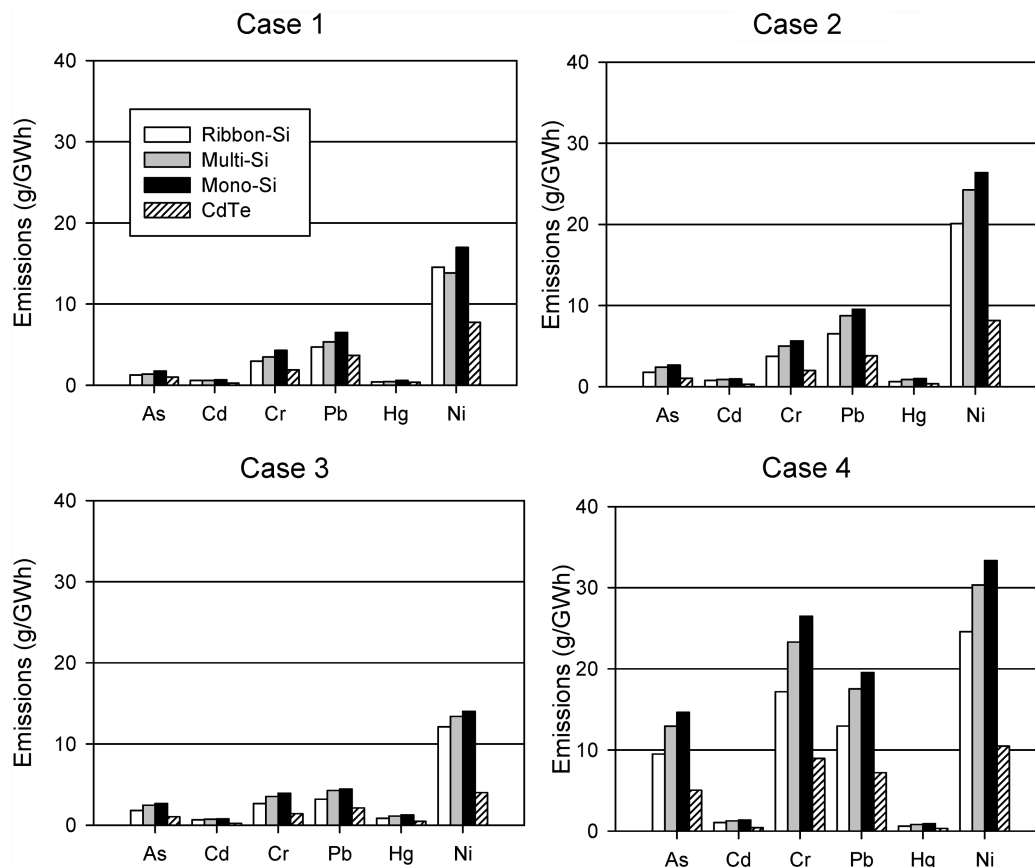 Case 1
Emissions (g/GWh)
40
30
20
10
0
Ribbon-Si
Multi-Si
Mono-Si
CdTe
As Cd Cr Pb Hg Ni
Case 2
Emissions (g/GWh)
40
30
20
10
0
As Cd Cr Pb Hg Ni
Case 3
Emissions (g/GWh)
40
30
20
10
0
As Cd Cr Pb Hg Ni
Case 4
Emissions (g/GWh)
40
30
20
10
0
As Cd Cr Pb Hg Ni